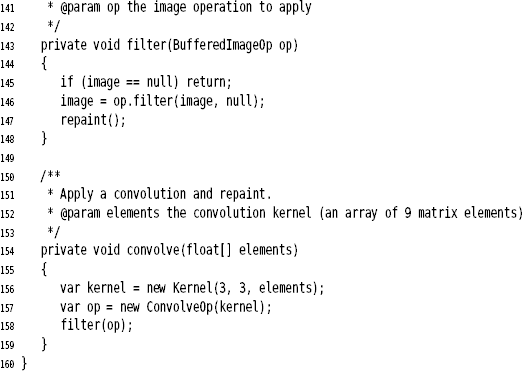 141     * @param op the image operation to apply
142     */
143    private void filter(BufferedImageOp op)
144    {
145       if (image == null) return;
146       image = op.filter(image, null);
147       repaint();
148    }
149
150    /**
151     * Apply a convolution and repaint.
152     * @param elements the convolution kernel (an array of 9 matrix elements)
153     */
154    private void convolve(float[] elements)
155    {
156       var kernel = new Kernel(3, 3, elements);
157       var op = new ConvolveOp(kernel);
158       filter(op);
159    }
160 }